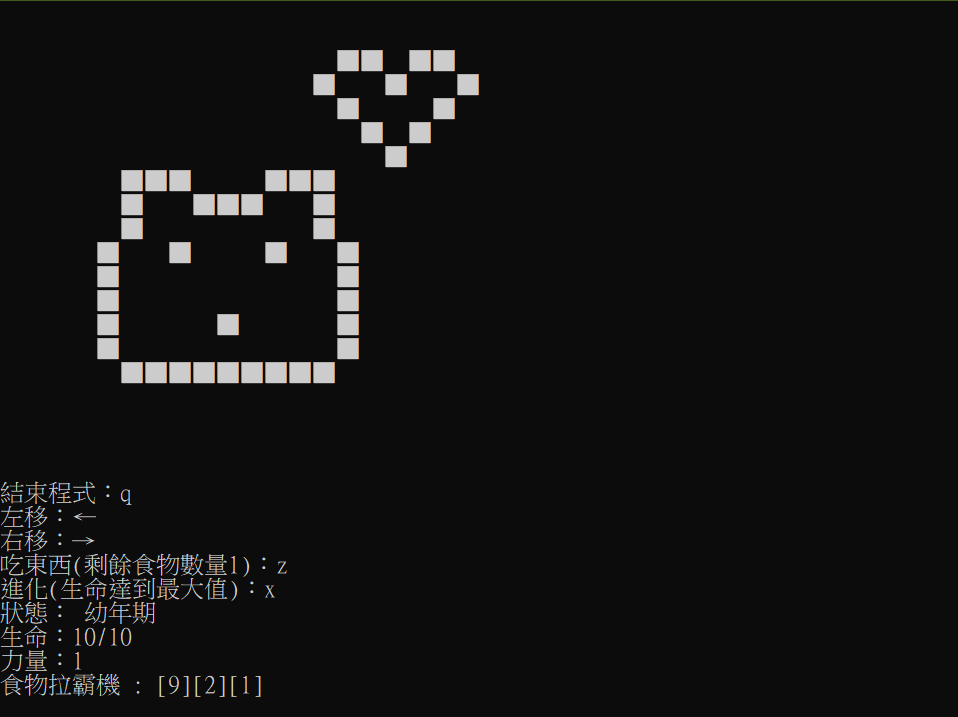 結束程式：q
左移：←
右移：→
吃東西(剩餘食物數量1)：z
進化(生命達到最大值)：x
狀態： 幼年期
生命：10/10
力量：1
食物拉霸機 : [9][2][1]